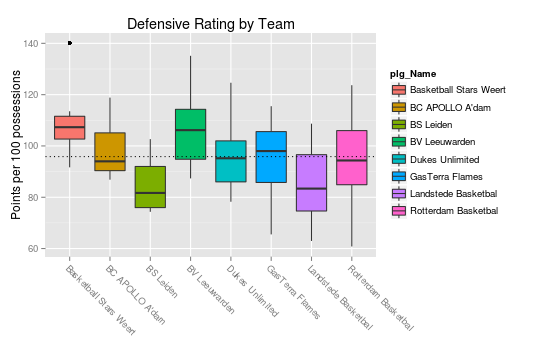 Defensive Rating by Team
Points per 100 possessions
140
120
100
80
60
Basketball Stars Weert
BC APOLLO A'dam
BS Leiden
BV Leeuwarden
Dukes Unlimited
GasTerra Flames
Landstede Basketbal
Rotterdam Basketbal
plg_Name
Basketball Stars Weert
BC APOLLO A'dam
BS Leiden
BV Leeuwarden
Dukes Unlimited
GasTerra Flames
Landstede Basketbal
Rotterdam Basketbal